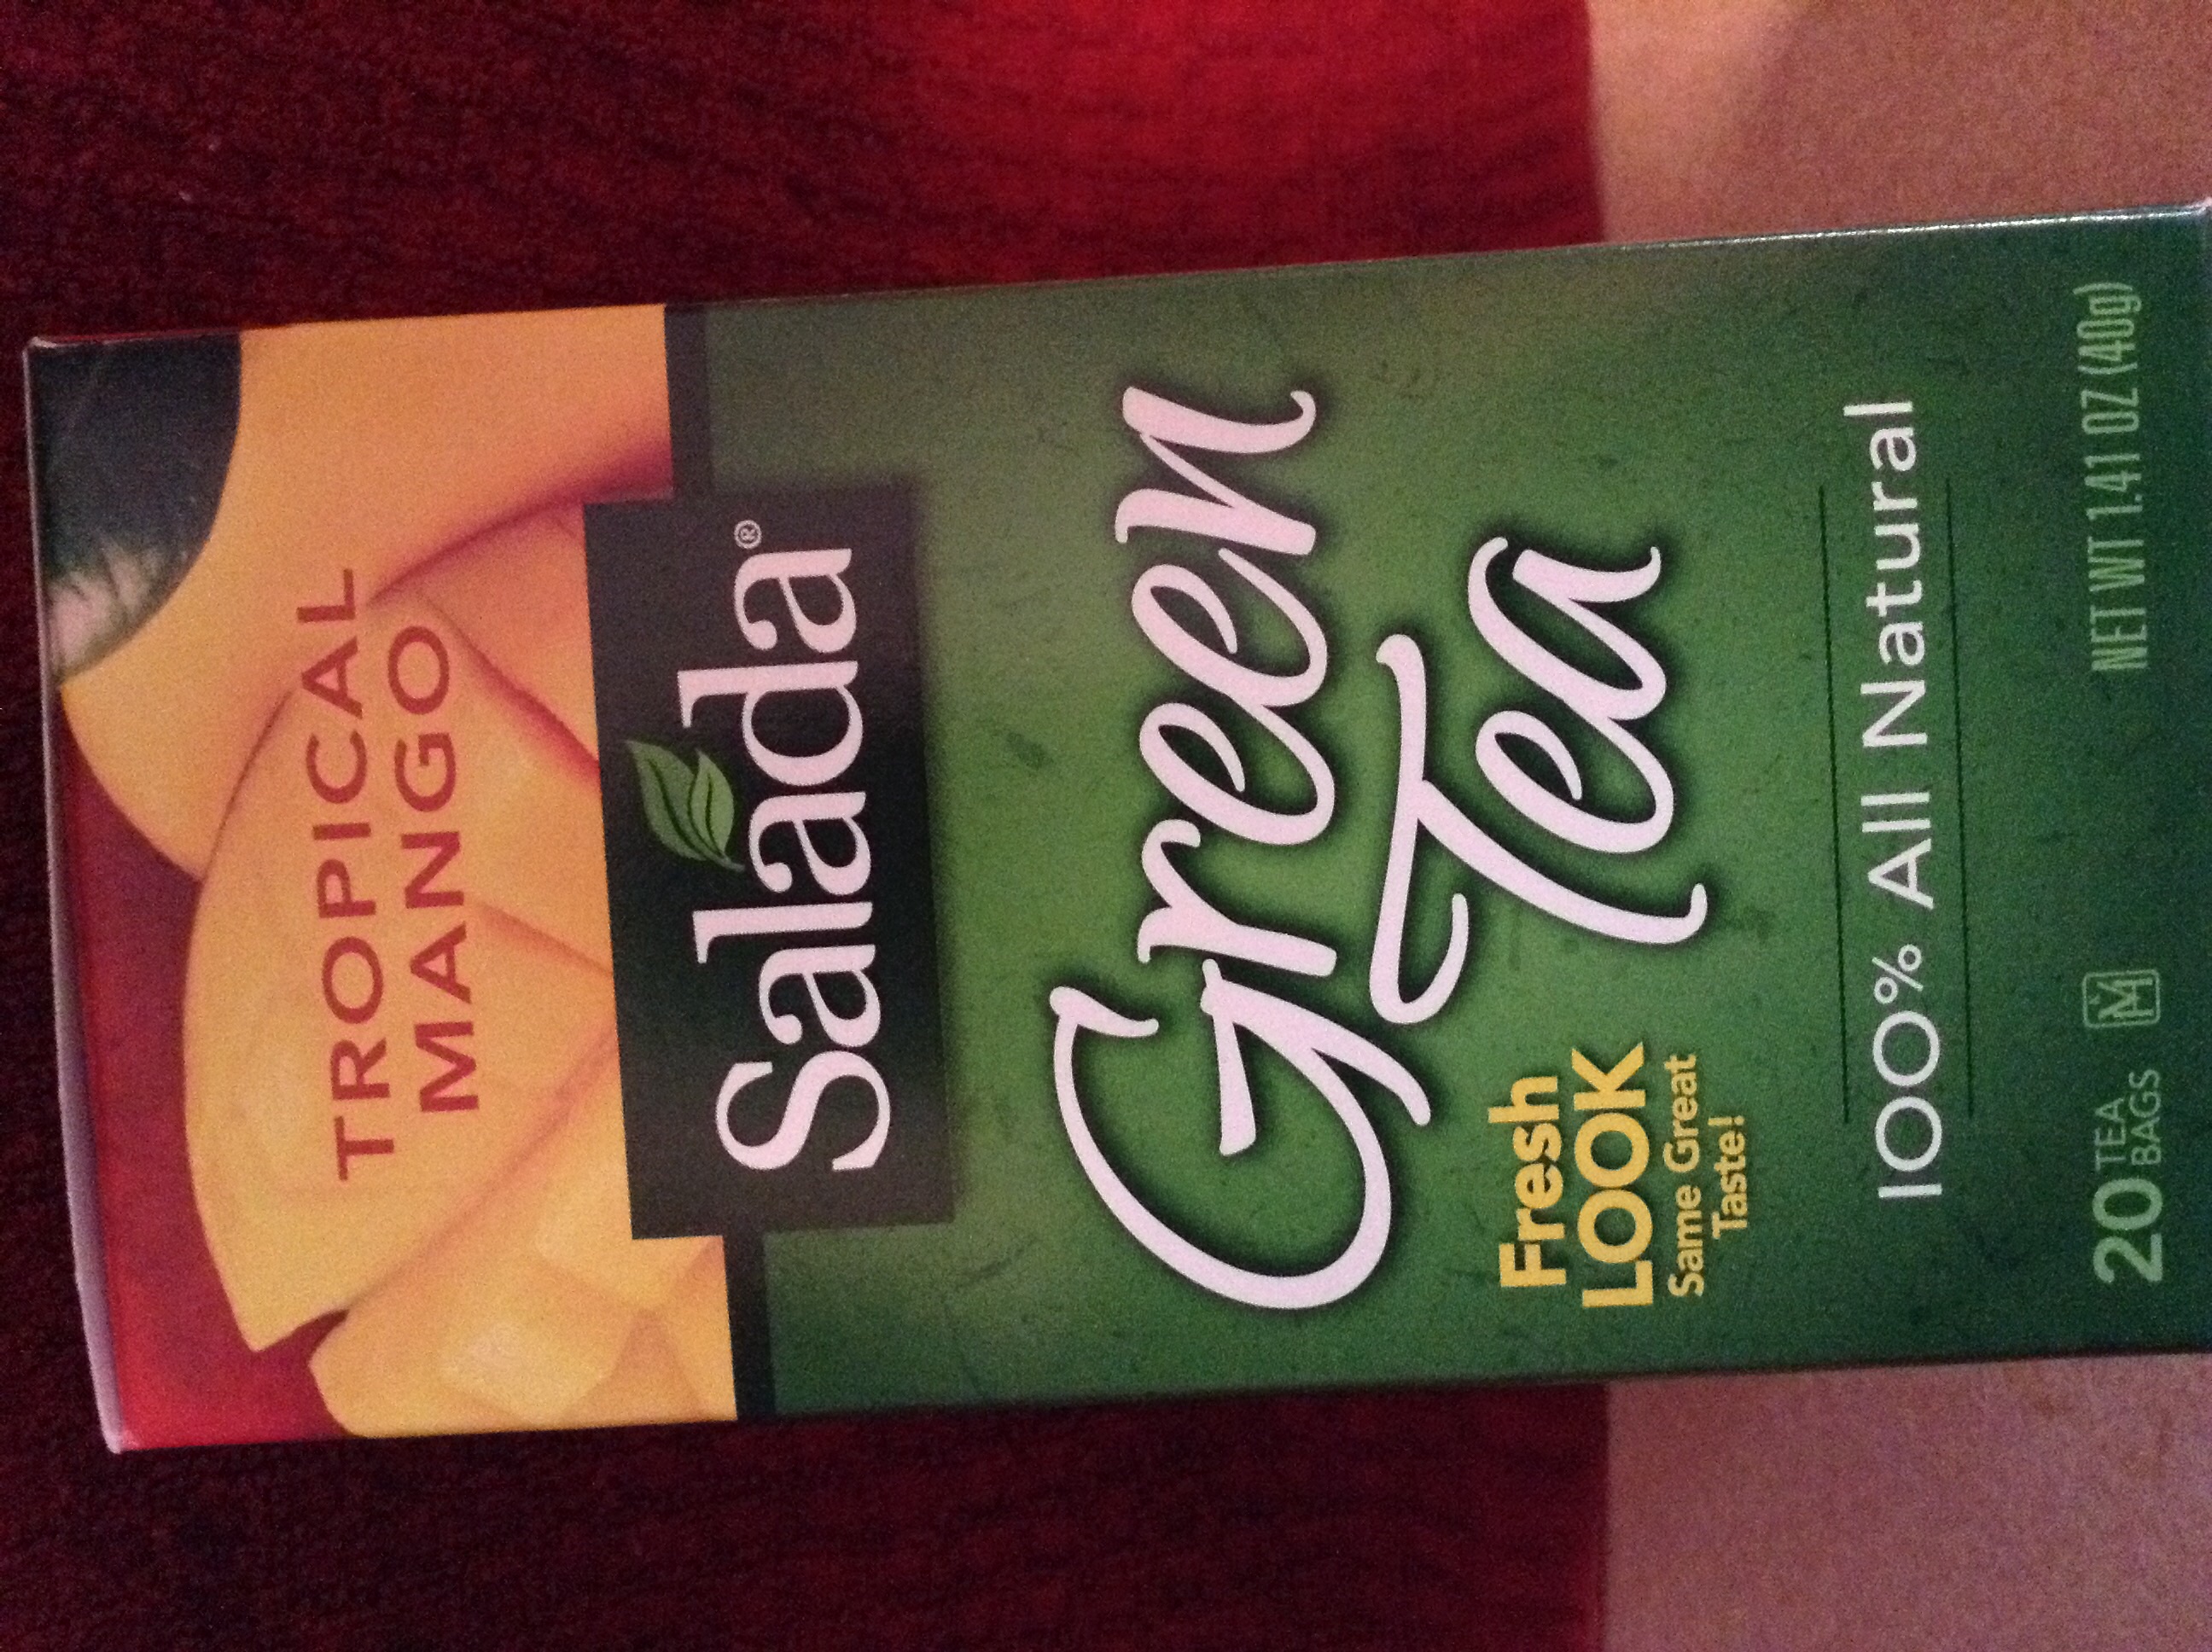 TROPICAL
MANGO
Salada®
Green
Tea
Fresh
LOOK
Same Great
Taste!
100% All Natural
20 TEA
BAGS
NET WT 1.41 OZ (40g)